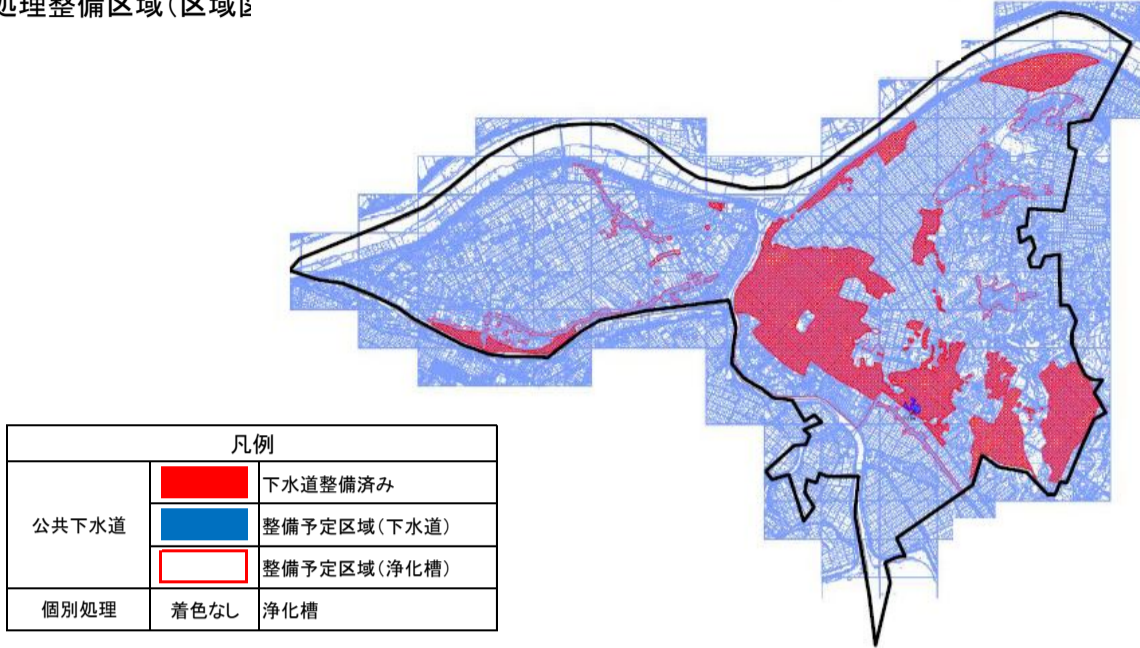 処理整備区域(区域
凡例
公共下水道
下水道整備済み
整備予定区域(下水道)
整備予定区域(浄化槽)
個別処理 着色なし 浄化槽